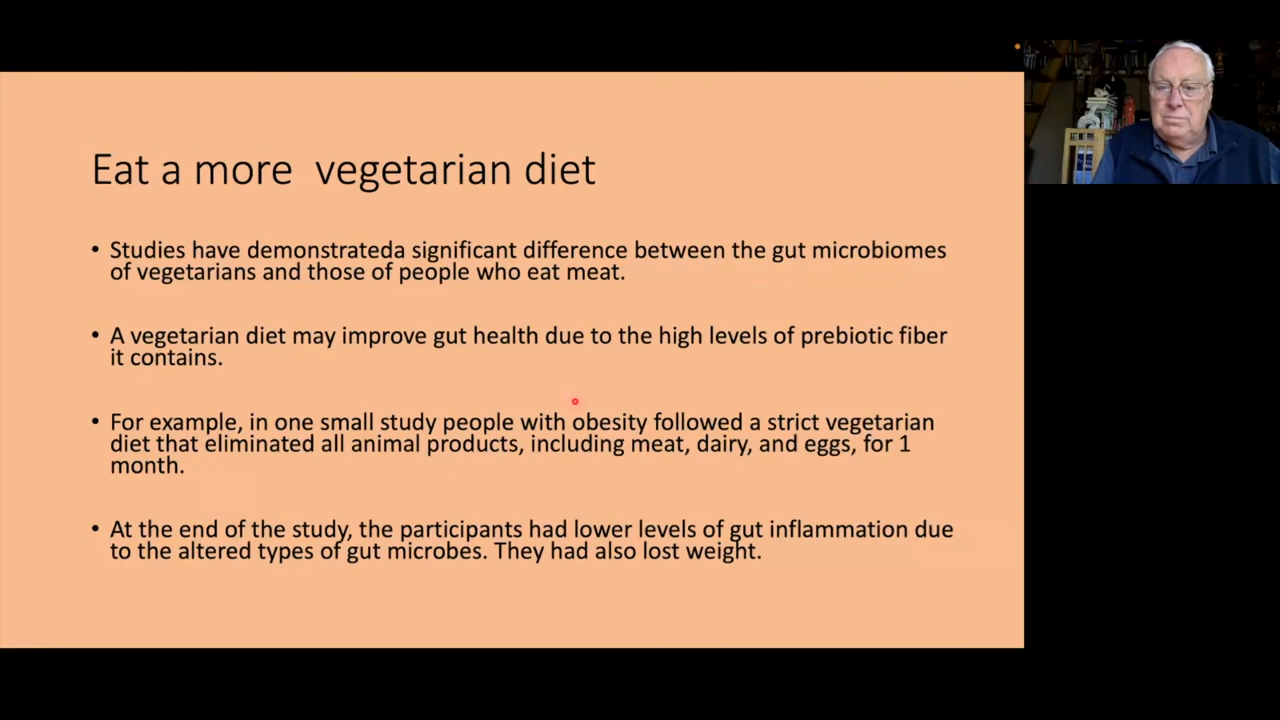 Eat a more  vegetarian diet
• Studies have demonstrateda significant difference between the gut microbiomes
of vegetarians and those of people who eat meat.
• A vegetarian diet may improve gut health due to the high levels of prebiotic fiber
it contains.
• For example, in one small study people with obesity followed a strict vegetarian
diet that eliminated all animal products, including meat, dairy, and eggs, for 1
month.
• At the end of the study, the participants had lower levels of gut inflammation due
to the altered types of gut microbes. They had also lost weight.